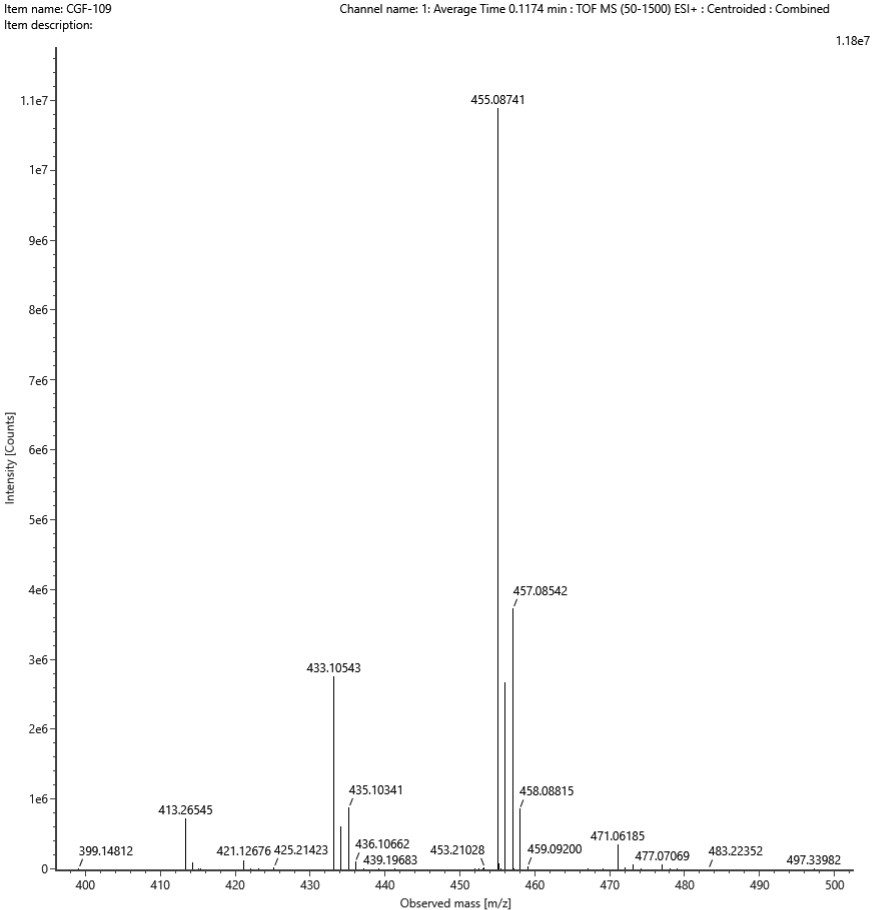 Item name: CGF-109
Channel name: 1: Average Time 0.1174 min : TOF MS (50-1500) ESI+ : Centroided : Combined
Item description:
1.18e7
455.08741
1.1e7
1e7
9e6
8e6
7e6
6e6
5e6
4e6
3e6
2e6
1e6
0
Intensity [Counts]
457.08542
433.10543
435.10341
458.08815
413.26545
436.10662
471.06185
399.14812
421.12676
425.21423
439.19683
453.21028
459.09200
477.07069
483.22352
497.33982
400
410
420
430
440
450
460
470
480
490
500
Observed mass [m/z]